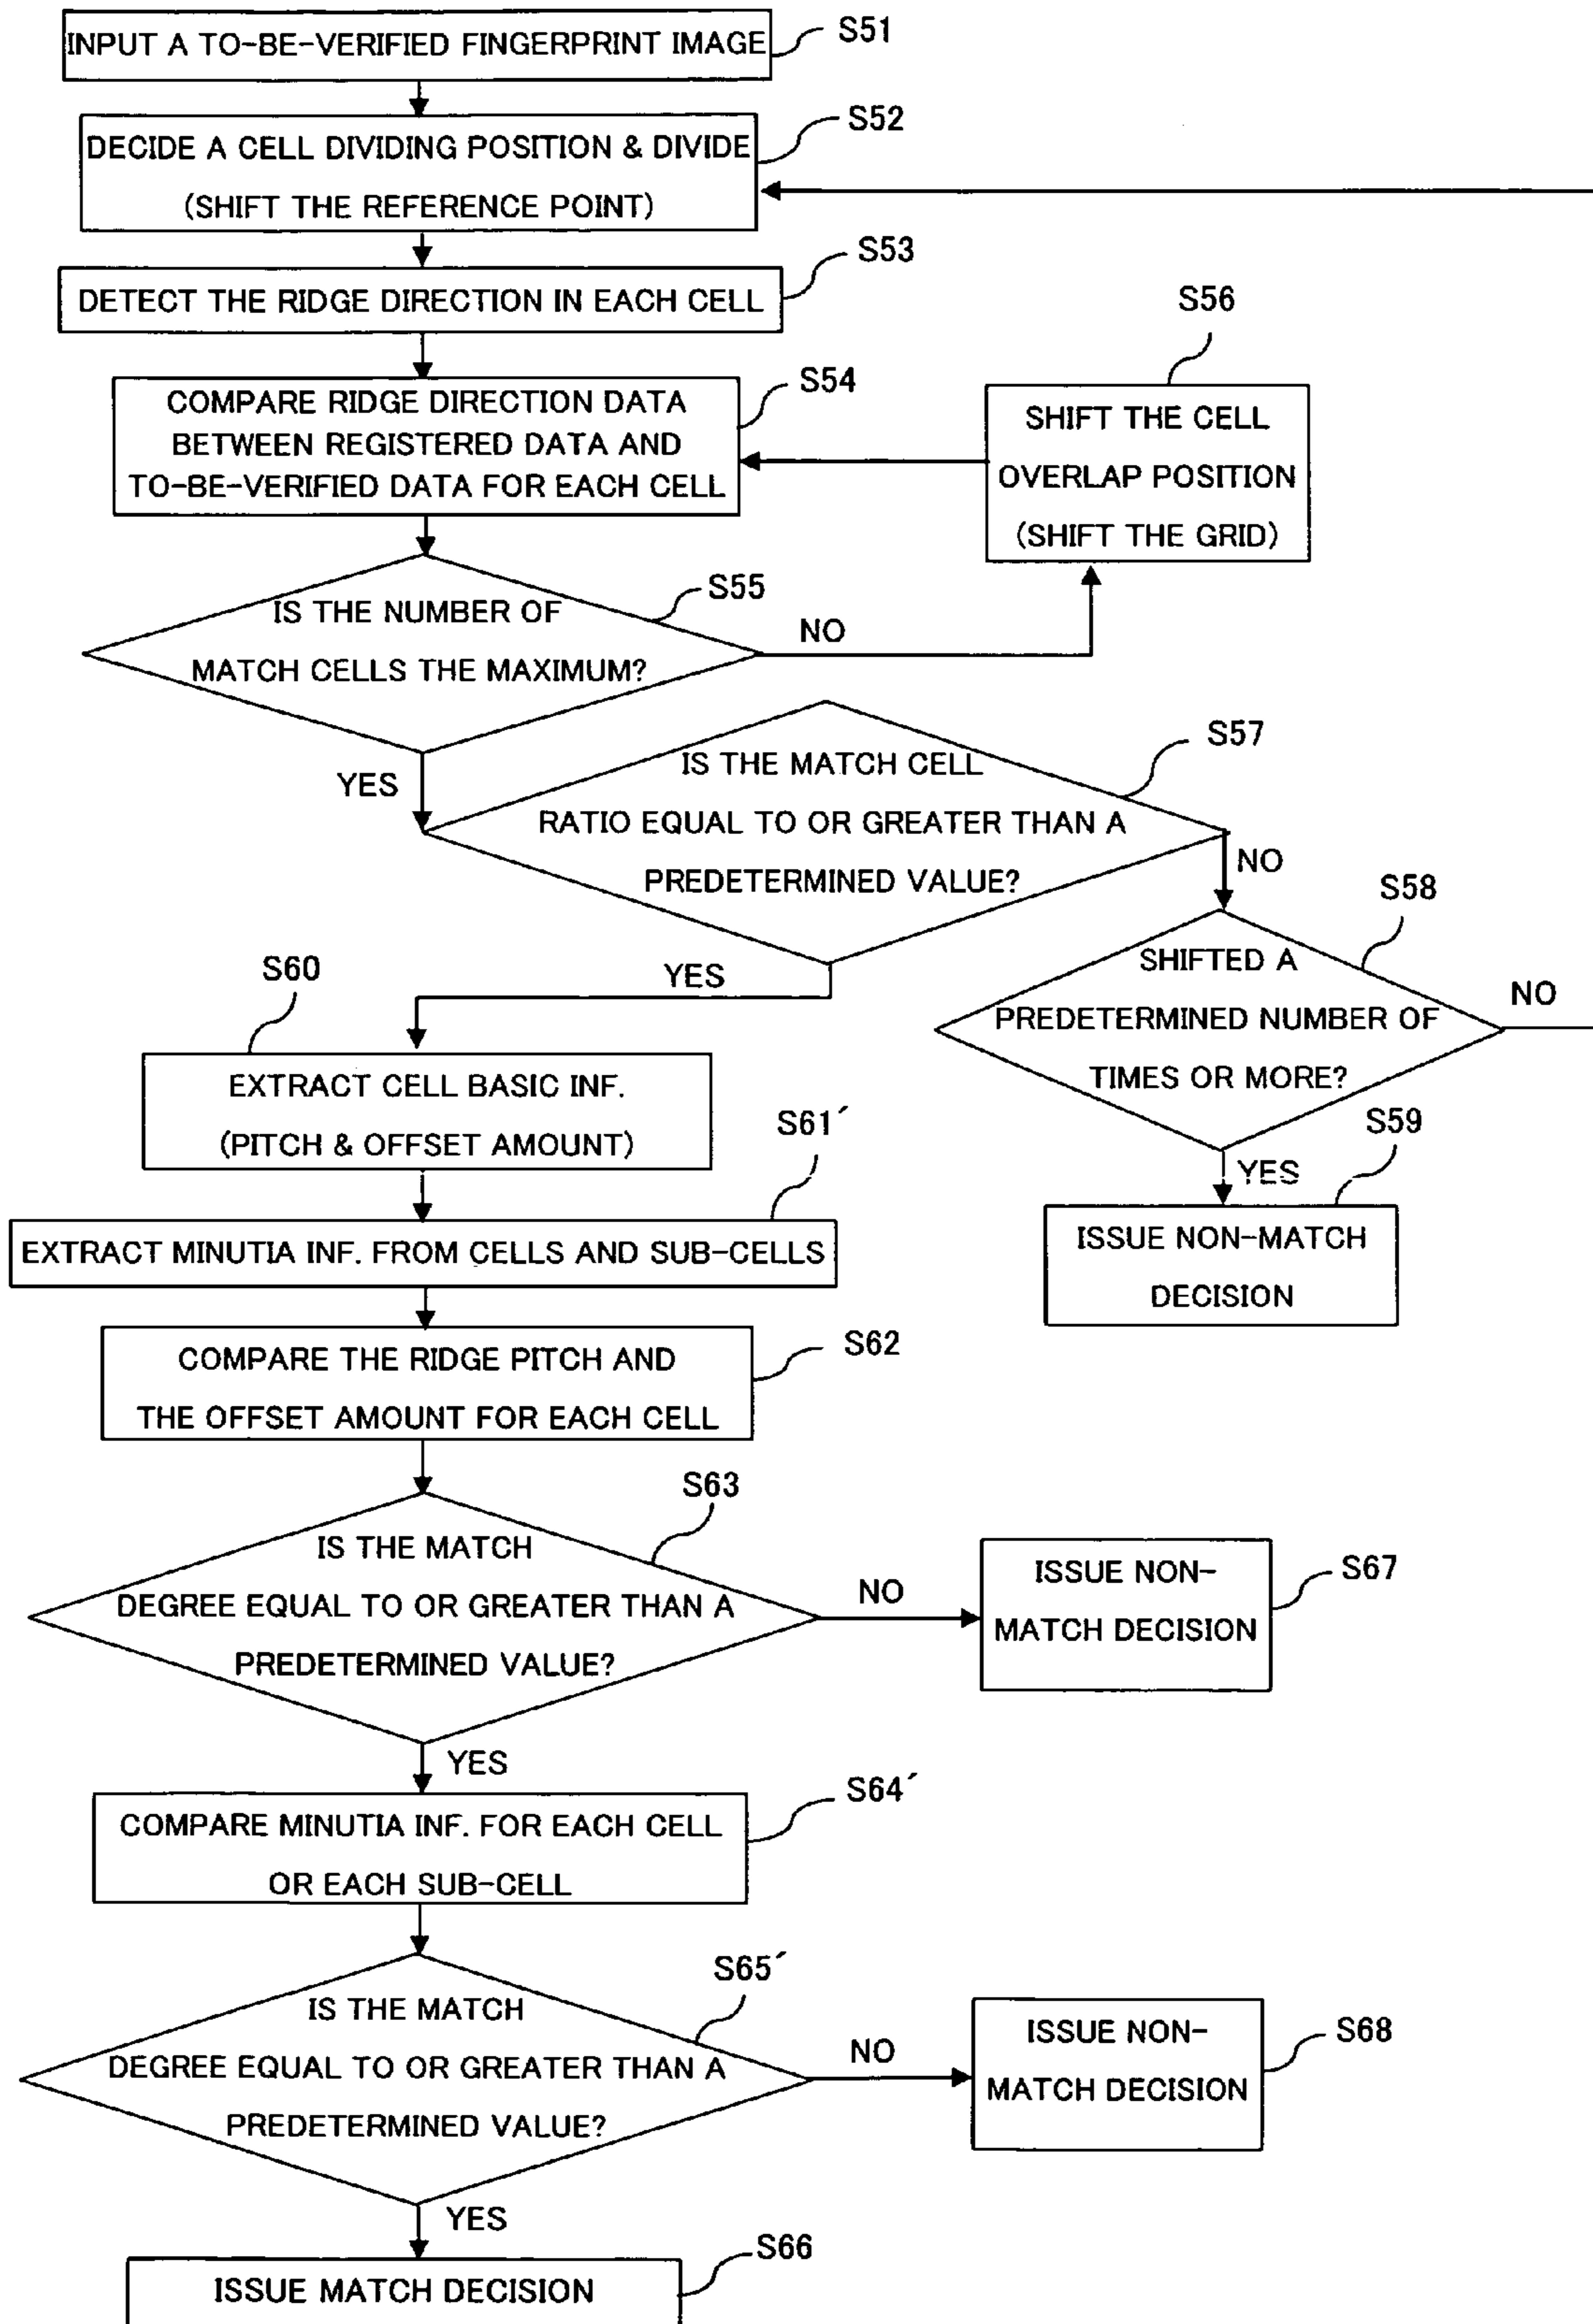 INPUT A TO-BE-VERIFIED FINGERPRINT IMAGE
S51
DECIDE A CELL DIVIDING POSITION & DIVIDE
(SHIFT THE REFERENCE POINT)
S52
DETECT THE RIDGE DIRECTION IN EACH CELL
S53
COMPARE RIDGE DIRECTION DATA
BETWEEN REGISTERED DATA AND
TO-BE-VERIFIED DATA FOR EACH CELL
S54
S56
SHIFT THE CELL
OVERLAP POSITION
(SHIFT THE GRID)
IS THE NUMBER OF
MATCH CELLS THE MAXIMUM?
S55
NO
YES
IS THE MATCH CELL
RATIO EQUAL TO OR GREATER THAN A
PREDETERMINED VALUE?
S57
NO
YES
S58
SHIFTED A
PREDETERMINED NUMBER OF
TIMES OR MORE?
NO
YES
S59
ISSUE NON-MATCH
DECISION
S60
EXTRACT CELL BASIC INF.
(PITCH & OFFSET AMOUNT)
S61´
EXTRACT MINUTIA INF. FROM CELLS AND SUB-CELLS
COMPARE THE RIDGE PITCH AND
THE OFFSET AMOUNT FOR EACH CELL
S62
S63
IS THE MATCH
DEGREE EQUAL TO OR GREATER THAN A
PREDETERMINED VALUE?
NO
ISSUE NON-
MATCH DECISION
S67
YES
COMPARE MINUTIA INF. FOR EACH CELL
OR EACH SUB-CELL
S64´
S65´
IS THE MATCH
DEGREE EQUAL TO OR GREATER THAN A
PREDETERMINED VALUE?
NO
ISSUE NON-
MATCH DECISION
S68
YES
ISSUE MATCH DECISION
S66